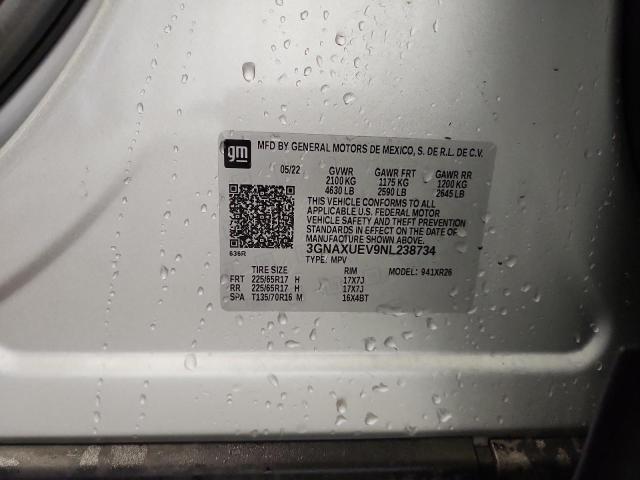 gm
MFD BY GENERAL MOTORS DE MEXICO, S. DE R.L. DE C.V.
05/22 GVWR GAWR FRT GAWR RR
2100 KG 1175 KG 1200 KG
4630 LB 2590 LB 2645 LB
THIS VEHICLE CONFORMS TO ALL
APPLICABLE U.S. FEDERAL MOTOR
VEHICLE SAFETY AND THEFT PREVENTION
STANDARDS IN EFFECT ON THE DATE OF
MANUFACTURE SHOWN ABOVE.
3GNAXUEV9NL238734
636R
TYPE: MPV MODEL: 941XR26
TIRE SIZE RIM
FRT 225/65R17 H 17X7J
RR 225/65R17 H 17X7J
SPA T135/70R16 M 16X4BT